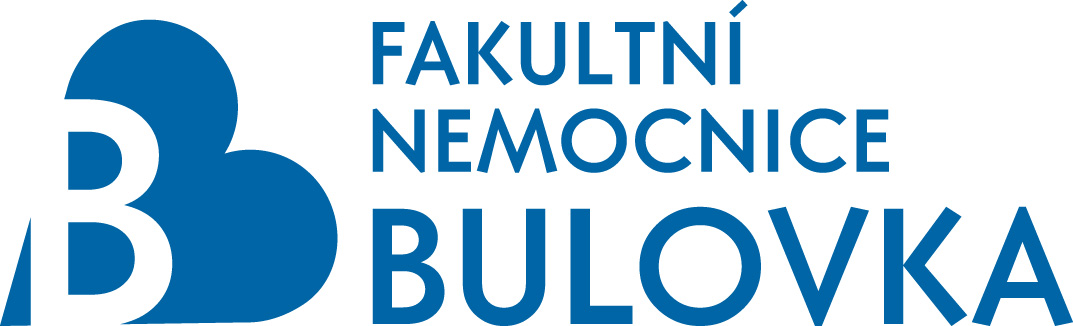 B
FAKULTNÍ
NEMOCNICE
BULOVKA